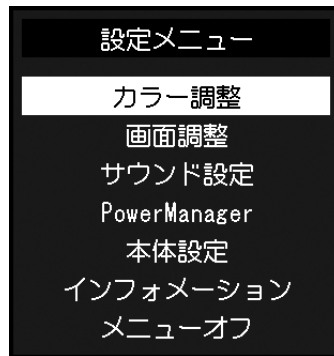 設定メニュー
カラー調整
画面調整
サウンド設定
PowerManager
本体設定
インフォメーション
メニューオフ